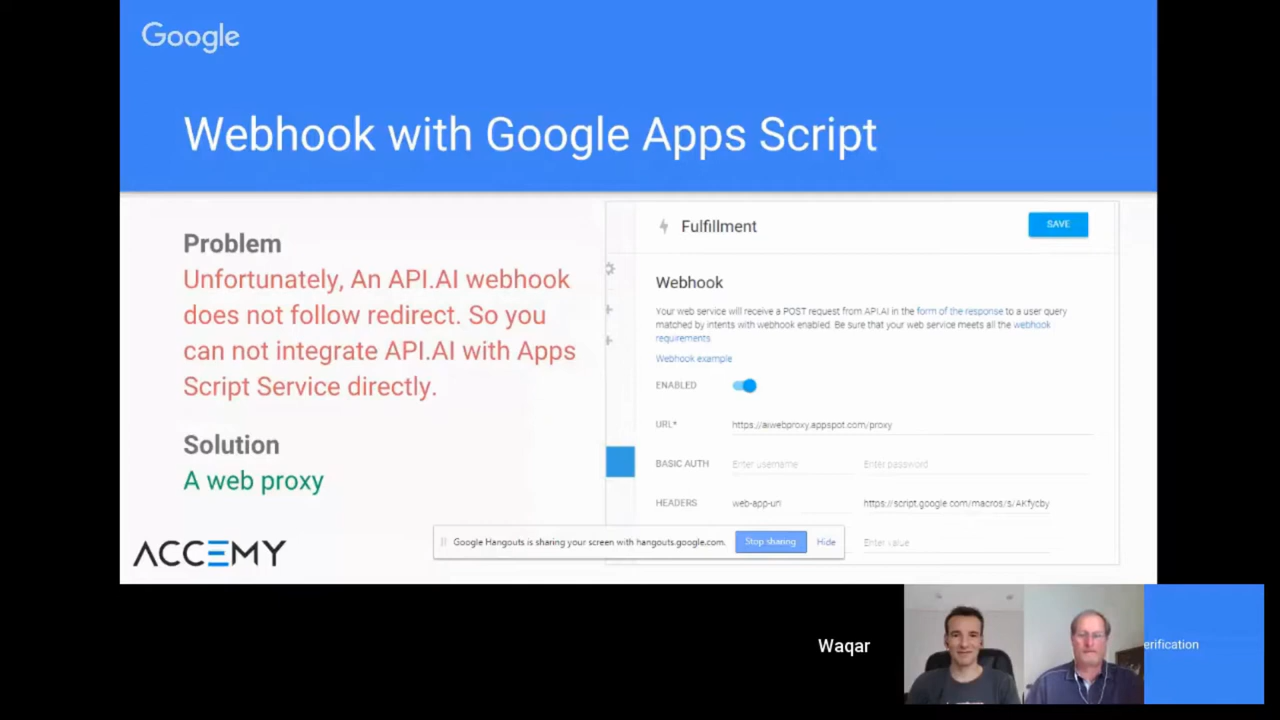 Google
Webhook with Google Apps Script
Problem
Unfortunately, An API.AI webhook
does not follow redirect. So you
can not integrate API.AI with Apps
Script Service directly.
Solution
A web proxy
ACCEMY
Fulfillment
SAVE
Webhook
Your web service will receive a POST request from API.AI in the form of the response to a user query
matched by intents with webhook enabled. Be sure that your web service meets all the webhook
requirements
Webhook example
ENABLED
URL*
https://aiwebproxy.appspot.com/proxy
BASIC AUTH
Enter username
Enter password
HEADERS
web-app-url
https://script.google.com/macros/s/AKfycby
Enter value
Google Hangouts is sharing your screen with hangouts.google.com.
Stop sharing
Hide
Waqar
erification